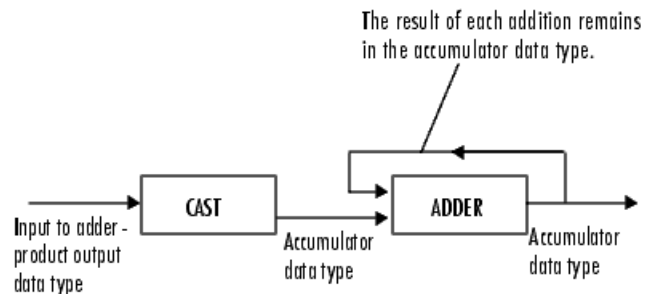 The result of each addition remains
in the accumulator data type.
CAST
ADDER
Input to adder -
product output
data type
Accumulator
data type
Accumulator
data type